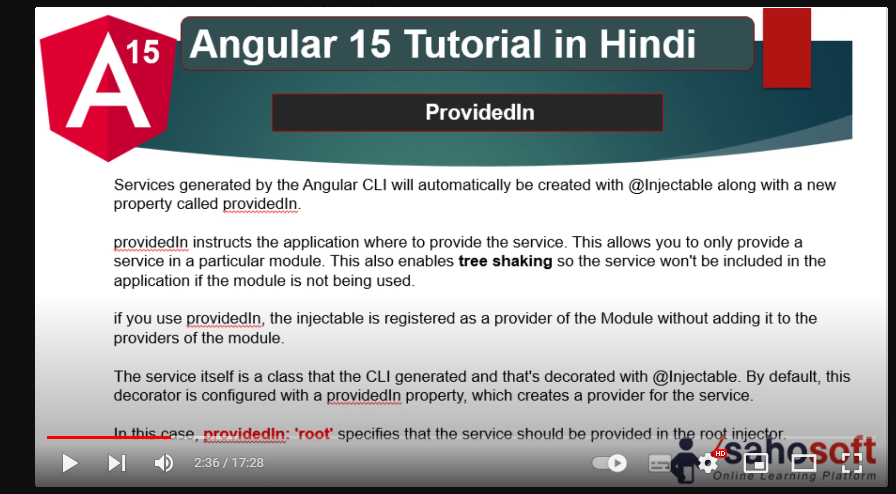 15
Angular 15 Tutorial in Hindi
ProvidedIn
Services generated by the Angular CLI will automatically be created with @Injectable along with a new
property called providedIn.
providedIn instructs the application where to provide the service. This allows you to only provide a
service in a particular module. This also enables tree shaking so the service won't be included in the
application if the module is not being used.
if you use providedIn, the injectable is registered as a provider of the Module without adding it to the
providers of the module.
The service itself is a class that the CLI generated and that's decorated with @Injectable. By default, this
decorator is configured with a providedIn property, which creates a provider for the service.
In this case, providedIn: 'root' specifies that the service should be provided in the root injector.
2:36 / 17:28
HD
sahosoft
Online Learning Platform